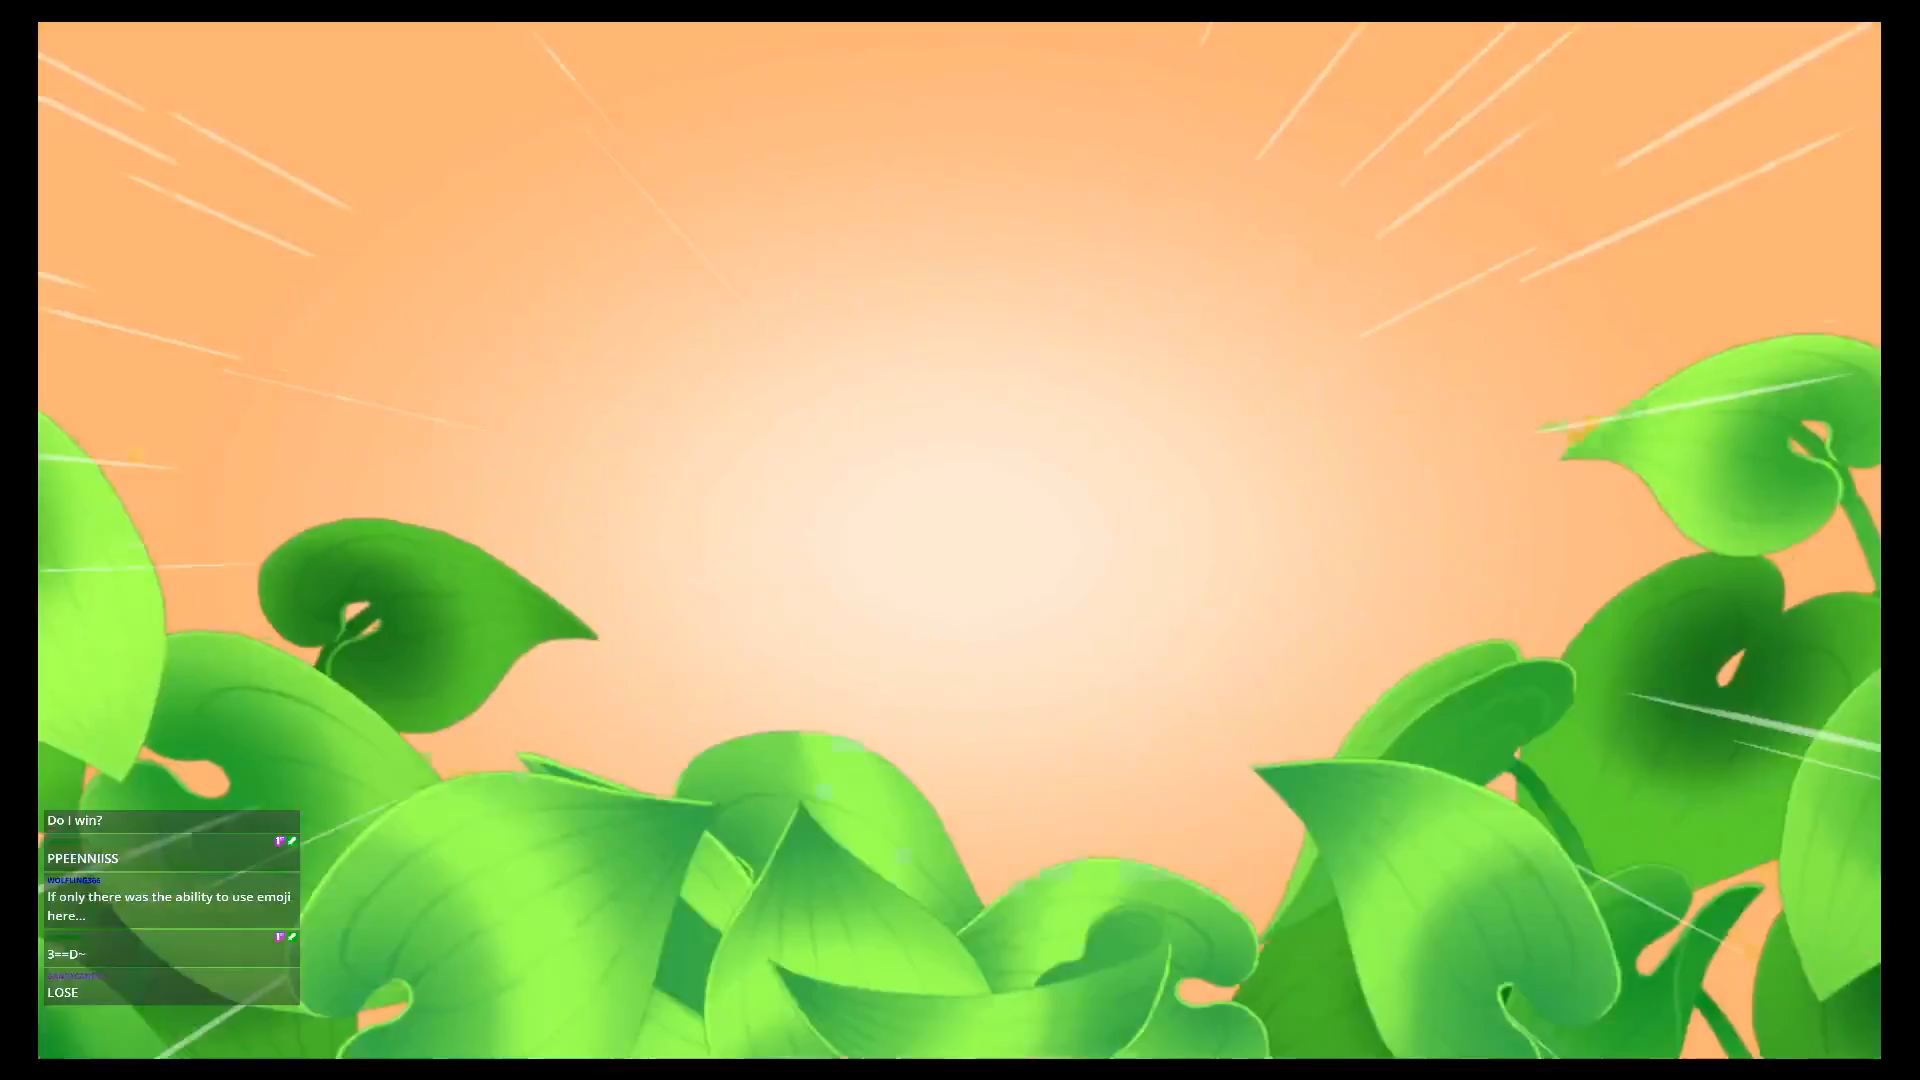 Do I win?
PPEENNIISS
WOLFLING366
If only there was the ability to use emoji
here...
3==D~
LOSE